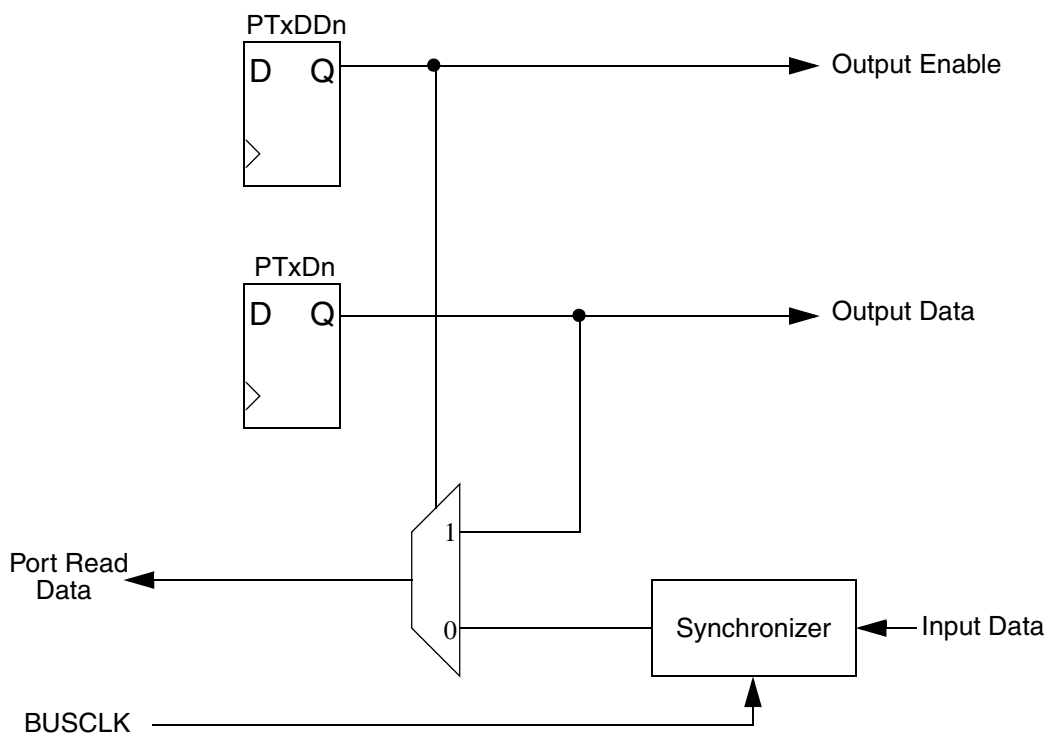 PTxDDn
D Q
Output Enable
PTxDn
D Q
Output Data
1
Port Read
Data
0
Synchronizer
Input Data
BUSCLK